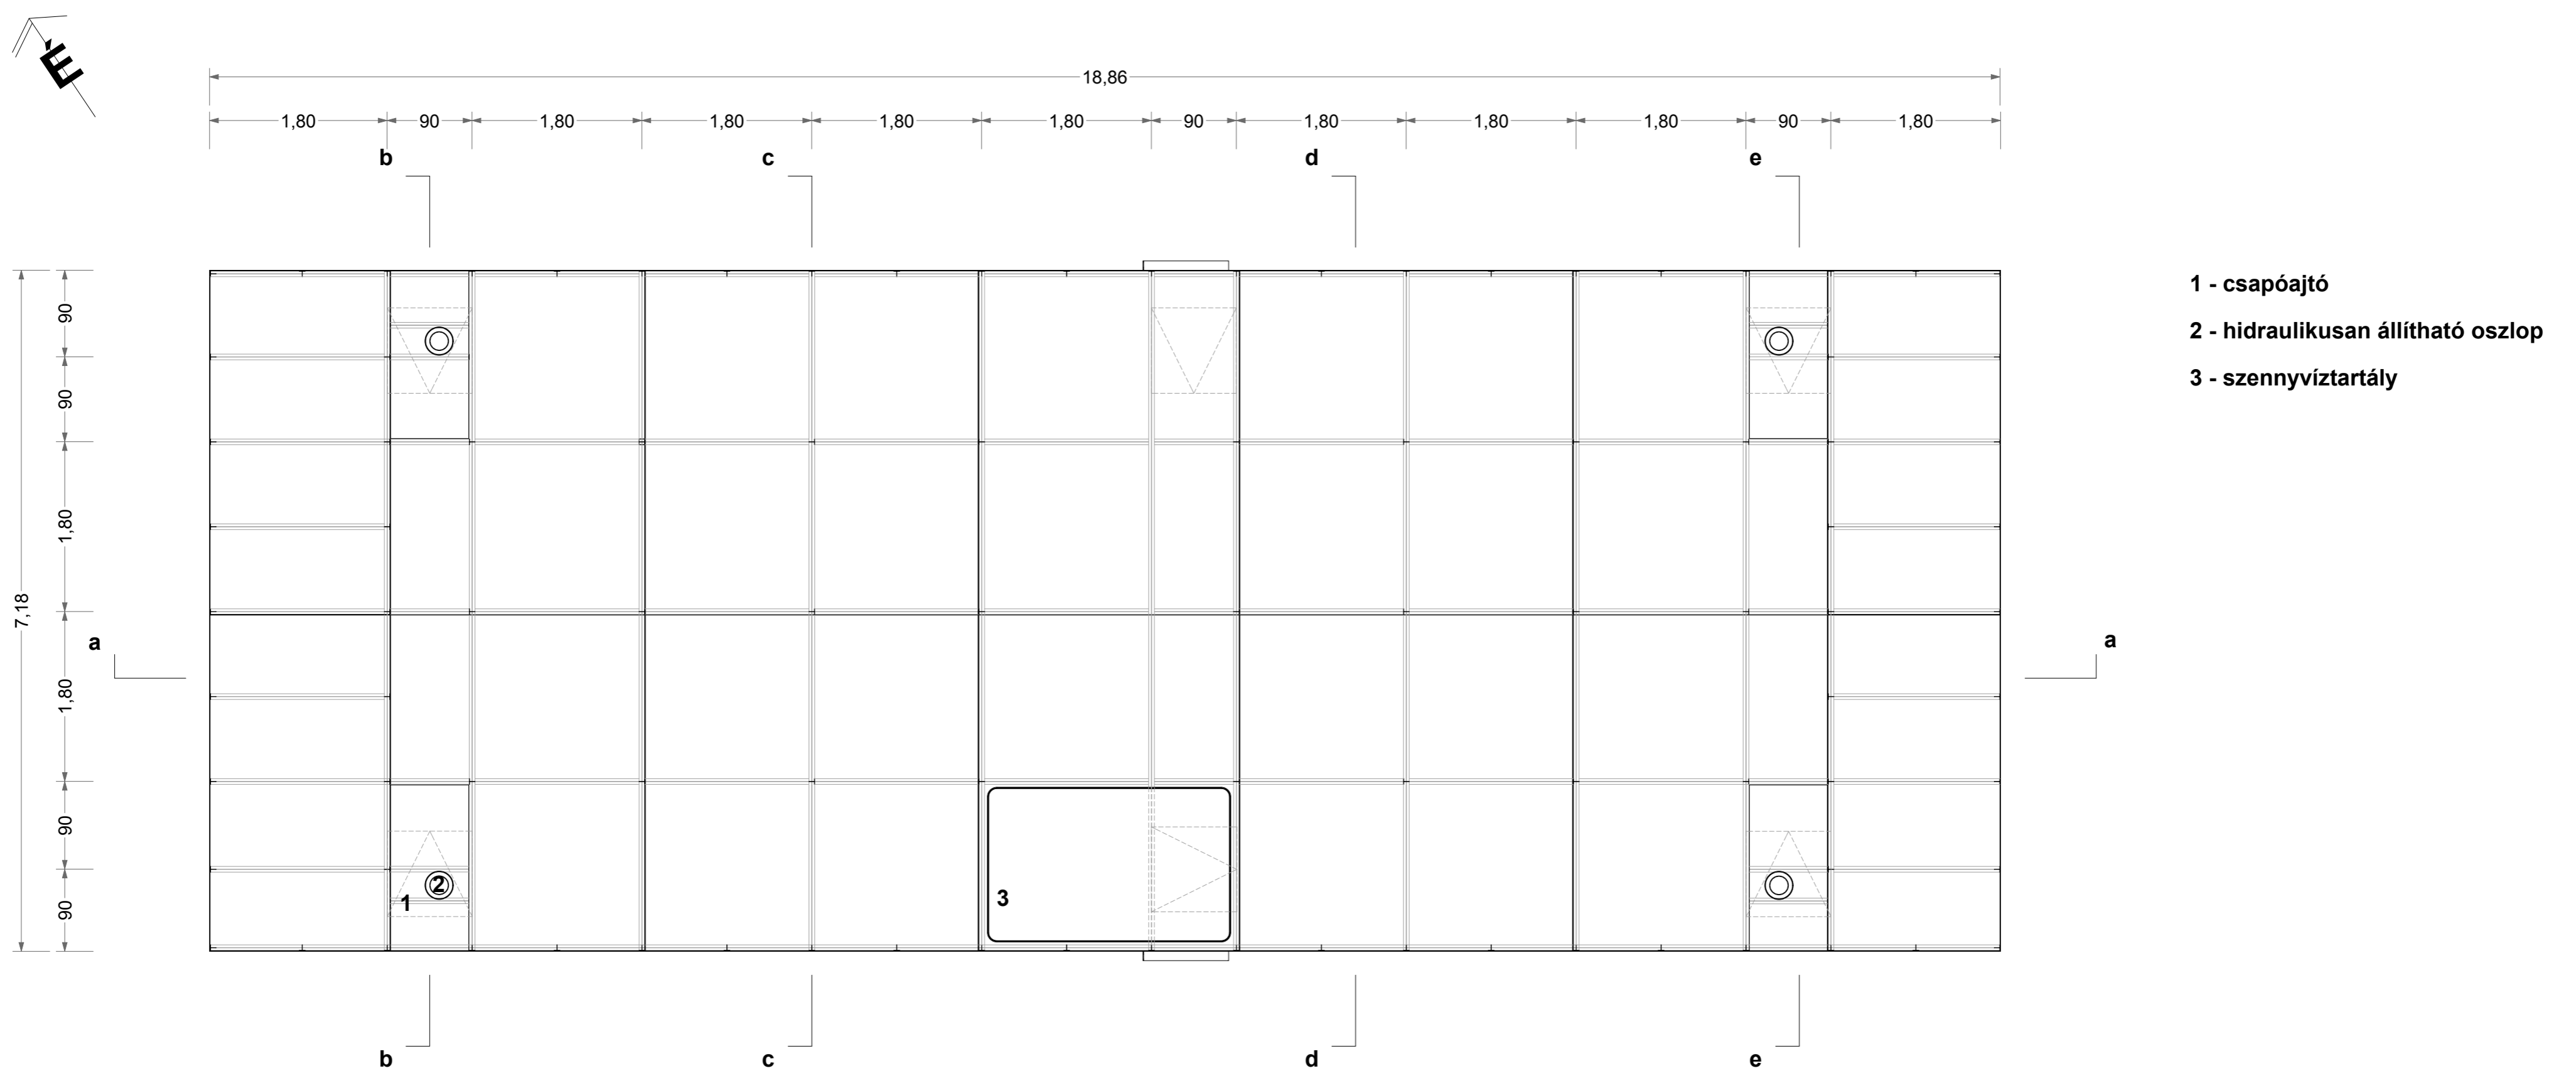 É
18,86
1,80 90 1,80 1,80 1,80 1,80 90 1,80 1,80 1,80 90 1,80
b c d e
1 - csapóajtó
2 - hidraulikusan állítható oszlop
3 - szennyvíztartály
7,18
90
90
1,80
1,80
90
90
a a
1
2
3
b c d e